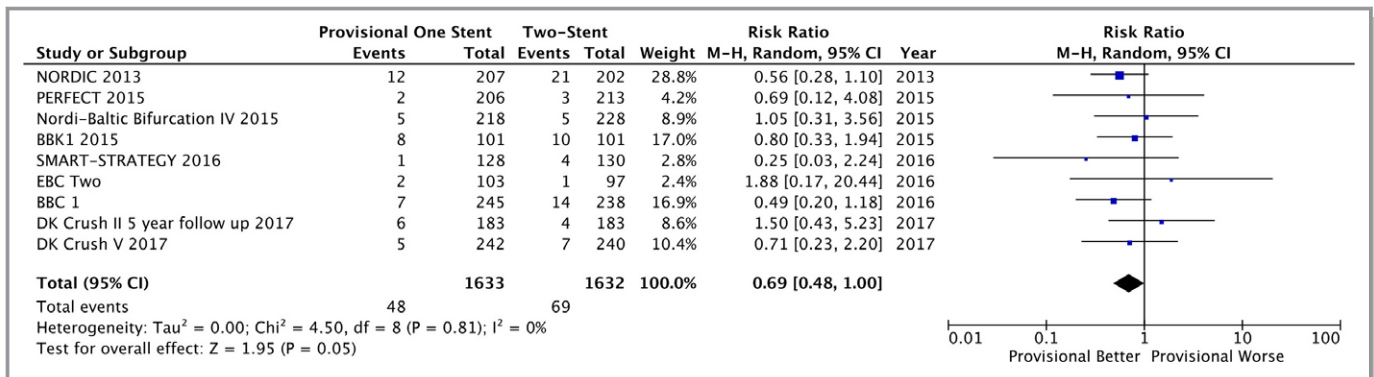 Provisional One Stent Two-Stent Risk Ratio Risk Ratio
Study or Subgroup Events Total Events Total Weight M-H, Random, 95% CI Year M-H, Random, 95% CI
NORDIC 2013 12 207 21 202 28.8% 0.56 [0.28, 1.10] 2013
PERFECT 2015 2 206 3 213 4.2% 0.69 [0.12, 4.08] 2015
Nordi-Baltic Bifurcation IV 2015 5 218 5 228 8.9% 1.05 [0.31, 3.56] 2015
BBK1 2015 8 101 10 101 17.0% 0.80 [0.33, 1.94] 2015
SMART-STRATEGY 2016 1 128 4 130 2.8% 0.25 [0.03, 2.24] 2016
EBC Two 2 103 1 97 2.4% 1.88 [0.17, 20.44] 2016
BBC 1 7 245 14 238 16.9% 0.49 [0.20, 1.18] 2016
DK Crush II 5 year follow up 2017 6 183 4 183 8.6% 1.50 [0.43, 5.23] 2017
DK Crush V 2017 5 242 7 240 10.4% 0.71 [0.23, 2.20] 2017
Total (95% CI) 1633 1632 100.0% 0.69 [0.48, 1.00]
Total events 48 69
Heterogeneity: Tau² = 0.00; Chi² = 4.50, df = 8 (P = 0.81); I² = 0%
Test for overall effect: Z = 1.95 (P = 0.05)
0.01 0.1 1 10 100
Provisional Better Provisional Worse